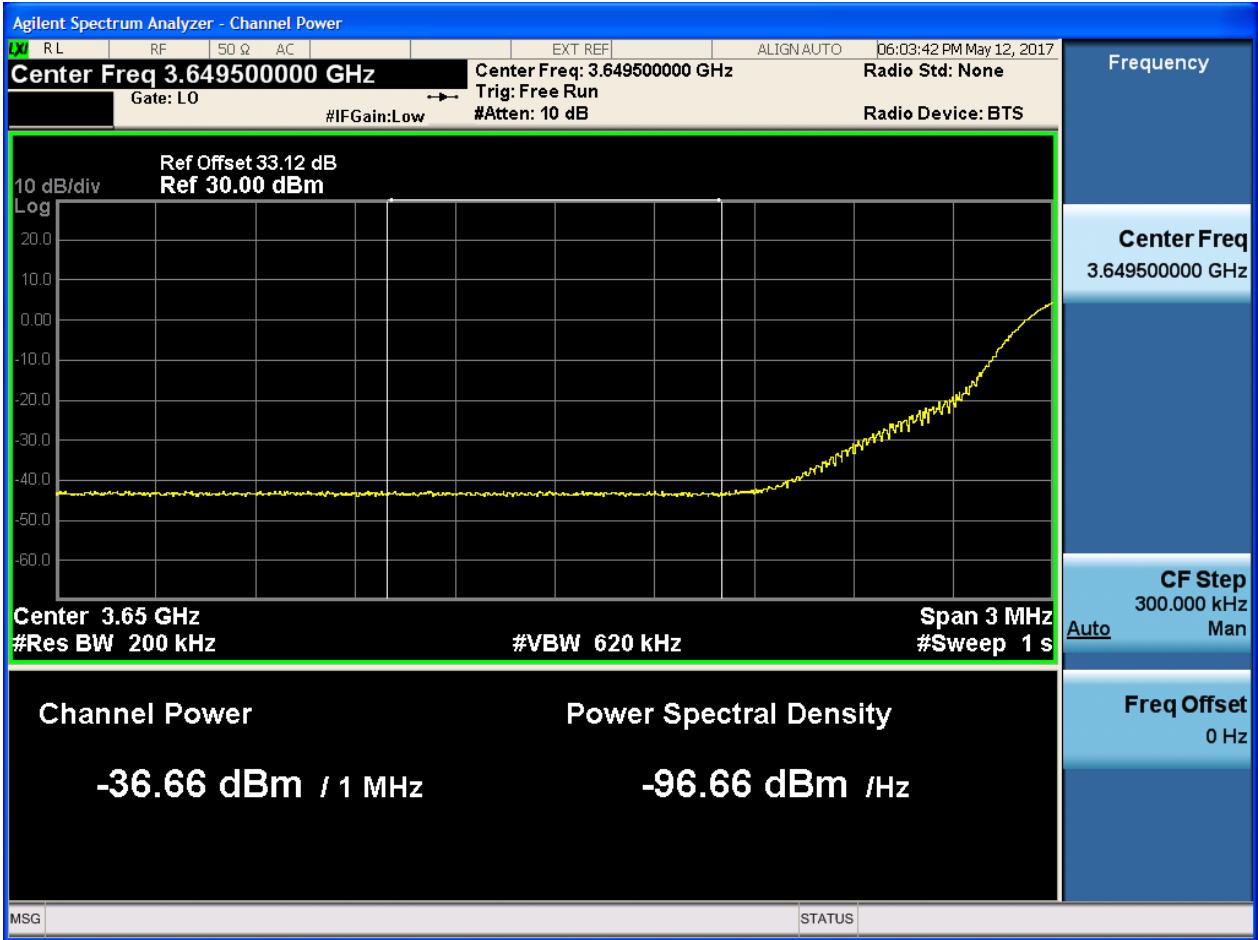 Agilent Spectrum Analyzer - Channel Power
LXI RL RF 50 Ω AC EXT REF ALIGN AUTO 06:03:42 PM May 12, 2017
Center Freq 3.649500000 GHz
Gate: LO
#IFGain:Low
Center Freq: 3.649500000 GHz
Trig: Free Run
#Atten: 10 dB
Radio Std: None
Radio Device: BTS
Ref Offset 33.12 dB
10 dB/div Ref 30.00 dBm
Log
20.0
10.0
0.00
-10.0
-20.0
-30.0
-40.0
-50.0
-60.0
Center 3.65 GHz Span 3 MHz
#Res BW 200 kHz #VBW 620 kHz #Sweep 1 s
Channel Power Power Spectral Density
-36.66 dBm / 1 MHz -96.66 dBm /Hz
MSG STATUS
Frequency
Center Freq
3.649500000 GHz
CF Step
300.000 kHz
Auto Man
Freq Offset
0 Hz